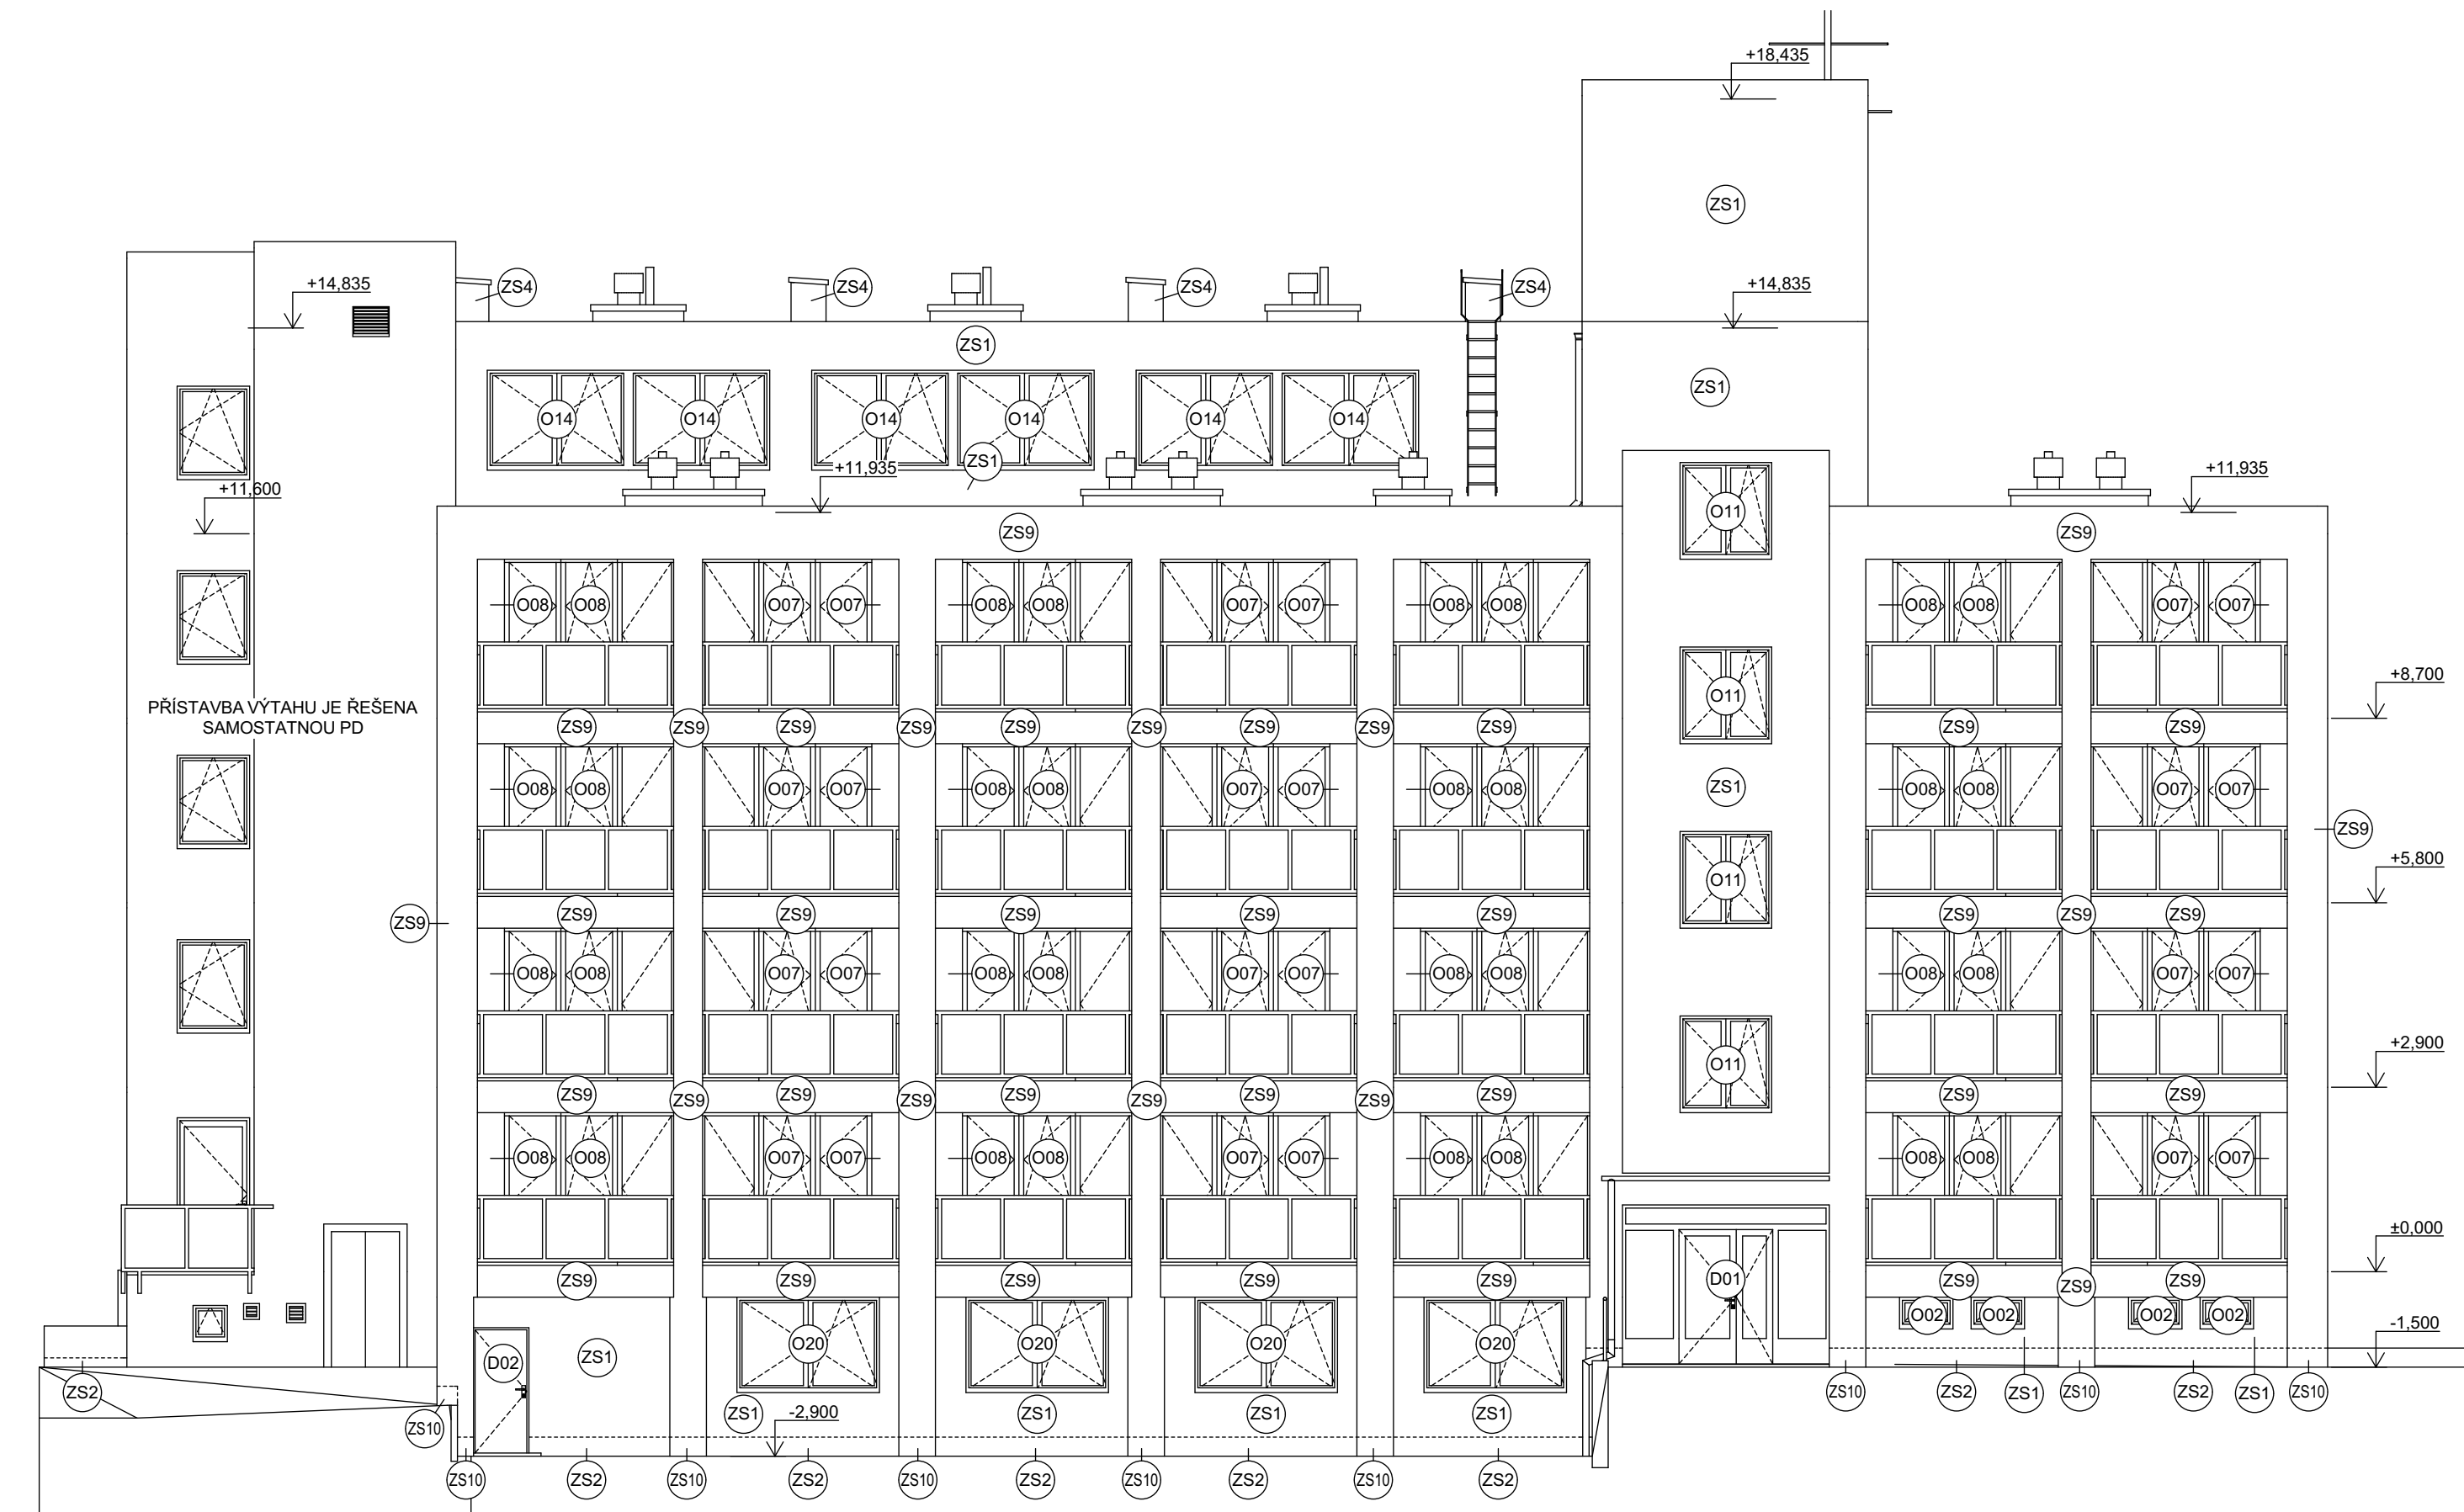 +18,435
ZS1
+14,835
+14,835
ZS4
ZS4
ZS4
ZS4
ZS1
ZS1
O14
O14
O14
O14
O14
O14
ZS1
+11,935
+11,935
+11,600
O11
ZS9
ZS9
O08
O08
O07
O07
O08
O08
O07
O07
O08
O08
O08
O08
O07
O07
+8,700
O11
PŘÍSTAVBA VÝTAHU JE ŘEŠENA
SAMOSTATNOU PD
ZS9
ZS9
ZS9
ZS9
ZS9
ZS9
ZS9
ZS9
ZS9
ZS9
ZS9
O08
O08
O07
O07
O08
O08
O07
O07
O08
O08
ZS1
O08
O08
O07
O07
ZS9
+5,800
O11
ZS9
ZS9
ZS9
ZS9
ZS9
ZS9
ZS9
ZS9
ZS9
O08
O08
O07
O07
O08
O08
O07
O07
O08
O08
O08
O08
O07
O07
+2,900
O11
ZS9
ZS9
ZS9
ZS9
ZS9
ZS9
ZS9
ZS9
ZS9
ZS9
ZS9
O08
O08
O07
O07
O08
O08
O07
O07
O08
O08
O08
O08
O07
O07
±0,000
ZS9
ZS9
ZS9
ZS9
ZS9
D01
ZS9
ZS9
ZS9
O02
O02
O02
O02
-1,500
D02
ZS1
O20
O20
O20
O20
ZS2
ZS10
ZS2
ZS1
ZS10
ZS2
ZS1
ZS10
ZS10
ZS1
-2,900
ZS1
ZS1
ZS1
ZS10
ZS2
ZS10
ZS2
ZS10
ZS2
ZS10
ZS2
ZS10
ZS2